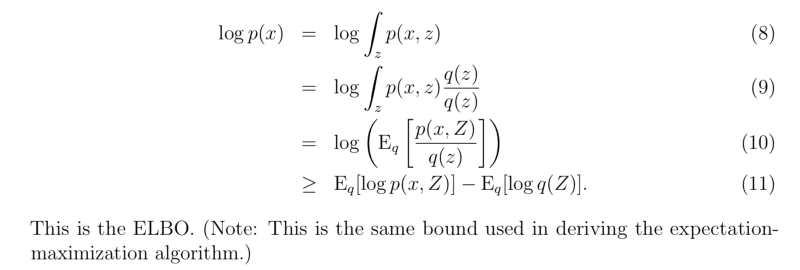 log p(x) = log ∫_z p(x, z) (8)
= log ∫_z p(x, z) q(z)/q(z) (9)
= log (E_q [p(x, Z)/q(z)]) (10)
≥ E_q[log p(x, Z)] − E_q[log q(Z)]. (11)
This is the ELBO. (Note: This is the same bound used in deriving the expectation-
maximization algorithm.)